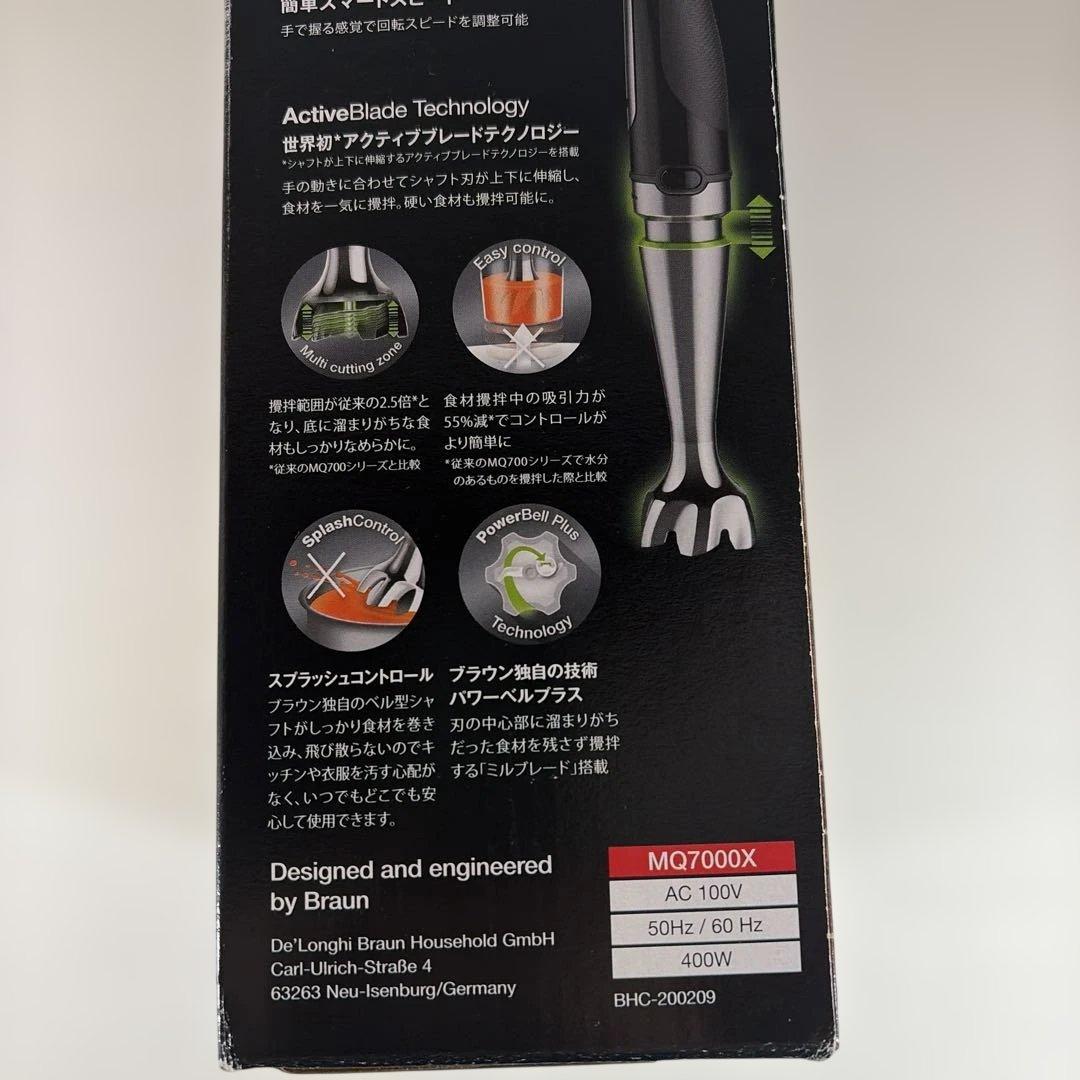 簡単スマートスピード
手で握る感覚で回転スピードを調整可能
ActiveBlade Technology
世界初*アクティブブレードテクノロジー
*シャフトが上下に伸縮するアクティブブレードテクノロジーを搭載
手の動きに合わせてシャフト刃が上下に伸縮し、
食材を一気に攪拌。硬い食材も攪拌可能に。
Multi cutting zone
Easy control
攪拌範囲が従来の2.5倍*と
なり、底に溜まりがちな食
材もしっかりなめらかに。
*従来のMQ700シリーズと比較
食材攪拌中の吸引力が
55%減*でコントロールが
より簡単に
*従来のMQ700シリーズで水分
のあるものを攪拌した際と比較
SplashControl
PowerBell Plus
Technology
スプラッシュコントロール
ブラウン独自のベル型シャ
フトがしっかり食材を巻き
込み、飛び散らないのでキ
ッチンや衣服を汚す心配が
なく、いつでもどこでも安
心して使用できます。
ブラウン独自の技術
パワーベルプラス
刃の中心部に溜まりがち
だった食材を残さず攪拌
する「ミルブレード」搭載
Designed and engineered
by Braun
De'Longhi Braun Household GmbH
Carl-Ulrich-Straße 4
63263 Neu-Isenburg/Germany
MQ7000X
AC 100V
50Hz / 60 Hz
400W
BHC-200209